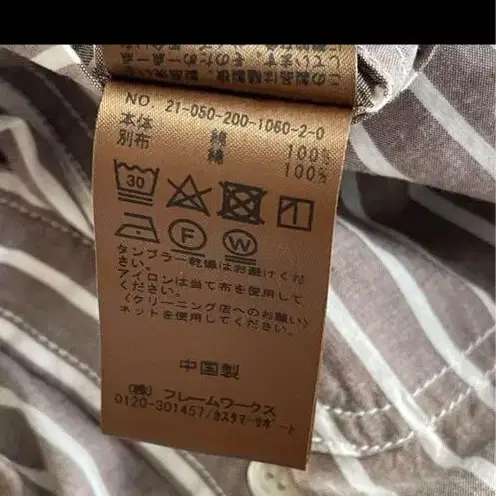 NO. 21-050-200-1060-2-0
本体 綿 100%
別布 綿 100%
30
F
W
タンブラー乾燥はお避けくだ
さい。
アイロンは当て布を使用して
ください。
〈クリーニング店へのお願い〉
ネットを使用してください。
中国製
(株) フレームワークス
0120-301457/カスタマーサポート